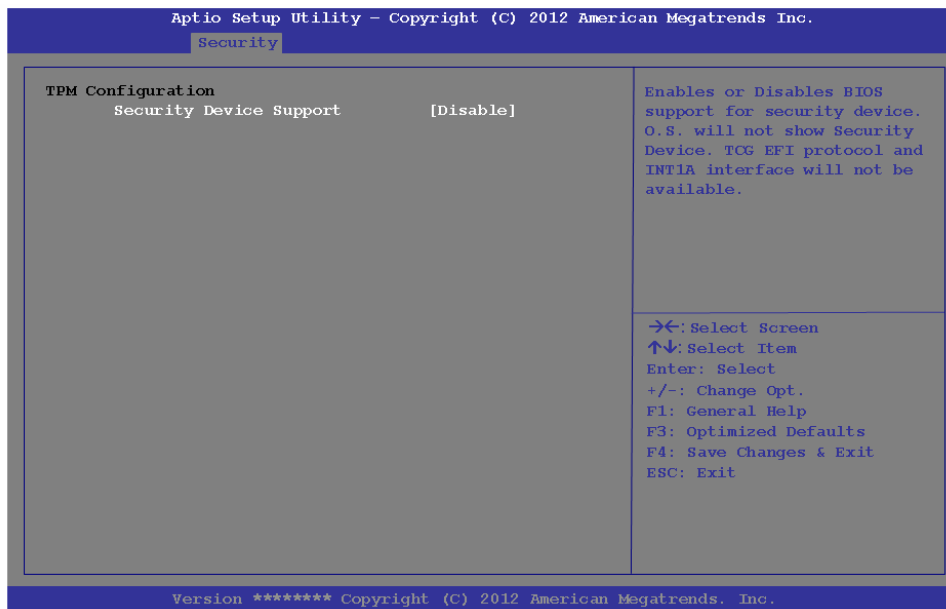 Aptio Setup Utility – Copyright (C) 2012 American Megatrends Inc.
Security
TPM Configuration
Security Device Support [Disable]
Enables or Disables BIOS
support for security device.
O.S. will not show Security
Device. TCG EFI protocol and
INT1A interface will not be
available.
→←: Select Screen
↑↓: Select Item
Enter: Select
+/-: Change Opt.
F1: General Help
F3: Optimized Defaults
F4: Save Changes & Exit
ESC: Exit
Version ******** Copyright (C) 2012 American Megatrends. Inc.